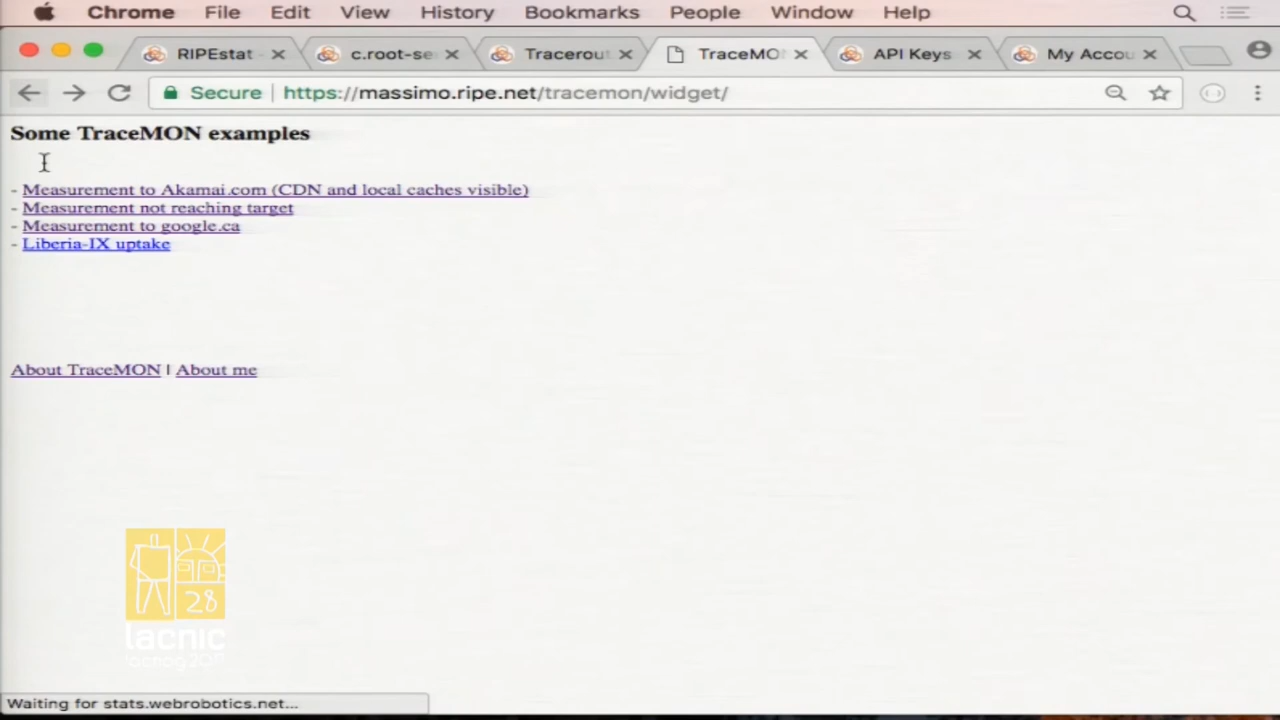 Chrome File Edit View History Bookmarks People Window Help
RIPEstat - c.root-se Tracerout TraceMO API Keys My Accou
Secure https://massimo.ripe.net/tracemon/widget/
Some TraceMON examples
- Measurement to Akamai.com (CDN and local caches visible)
- Measurement not reaching target
- Measurement to google.ca
- Liberia-IX uptake
About TraceMON | About me
28
lacnic
lacnog 2017
Waiting for stats.webrobotics.net...